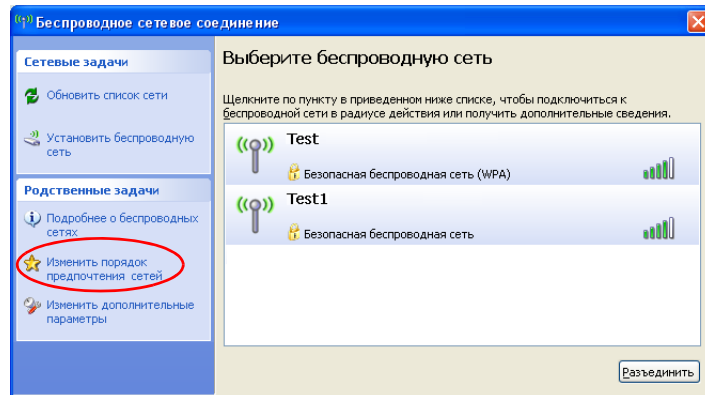 Беспроводное сетевое соединение
Сетевые задачи
Обновить список сети
Установить беспроводную
сеть
Родственные задачи
Подробнее о беспроводных
сетях
Изменить порядок
предпочтения сетей
Изменить дополнительные
параметры
Выберите беспроводную сеть
Щелкните по пункту в приведенном ниже списке, чтобы подключиться к
беспроводной сети в радиусе действия или получить дополнительные сведения.
Test
Безопасная беспроводная сеть (WPA)
Test1
Безопасная беспроводная сеть
Разъединить